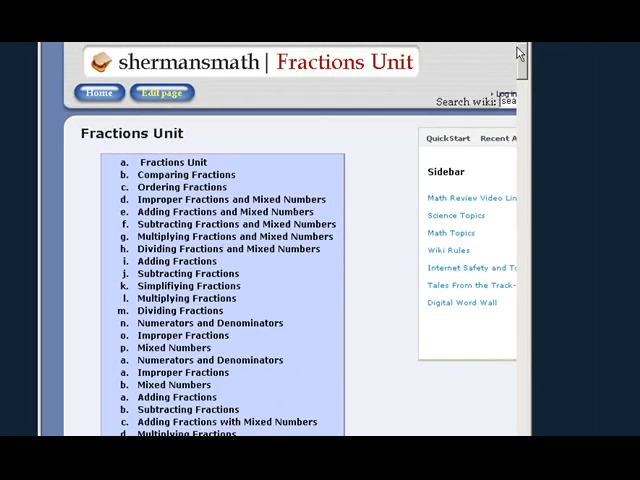 shermansmath | Fractions Unit
Home
Edit page
Log in
Search wiki:
Fractions Unit
a. Fractions Unit
b. Comparing Fractions
c. Ordering Fractions
d. Improper Fractions and Mixed Numbers
e. Adding Fractions and Mixed Numbers
f. Subtracting Fractions and Mixed Numbers
g. Multiplying Fractions and Mixed Numbers
h. Dividing Fractions and Mixed Numbers
i. Adding Fractions
j. Subtracting Fractions
k. Simplifiying Fractions
l. Multiplying Fractions
m. Dividing Fractions
n. Numerators and Denominators
o. Improper Fractions
p. Mixed Numbers
a. Numerators and Denominators
a. Improper Fractions
b. Mixed Numbers
a. Adding Fractions
b. Subtracting Fractions
c. Adding Fractions with Mixed Numbers
d. Multiplying Fractions
QuickStart Recent A
Sidebar
Math Review Video Lin
Science Topics
Math Topics
Wiki Rules
Internet Safety and To
Tales From the Track-
Digital Word Wall